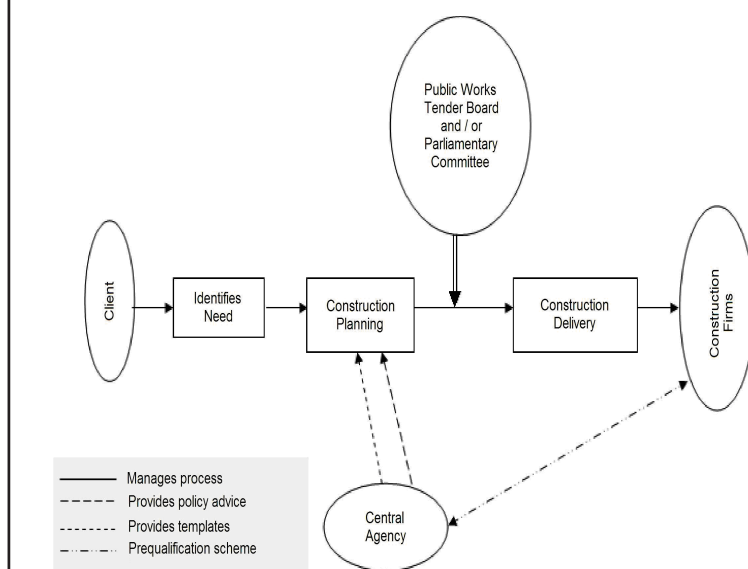 Public Works
Tender Board
and / or
Parliamentary
Committee
Client
Identifies
Need
Construction
Planning
Construction
Delivery
Construction
Firms
Central
Agency
Manages process
Provides policy advice
Provides templates
Prequalification scheme